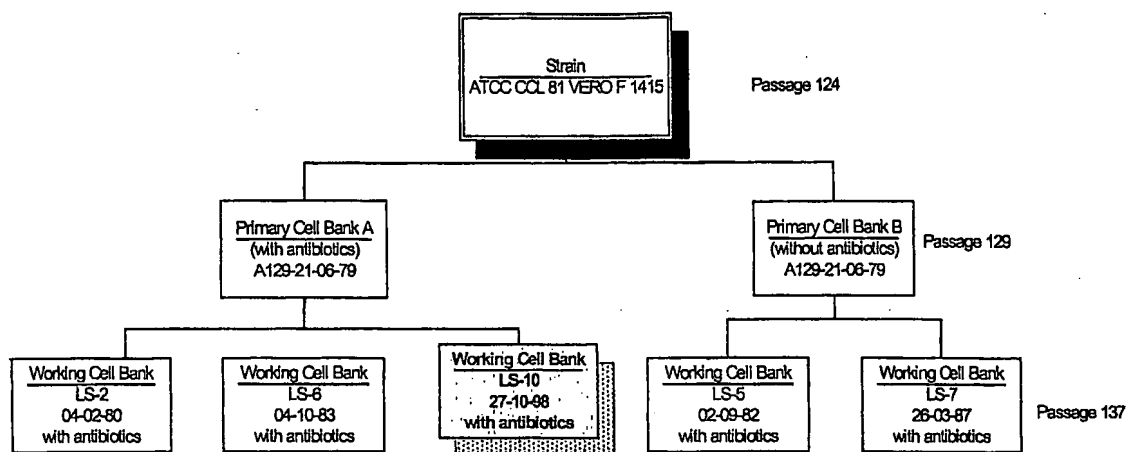 Strain
ATCC CCL 81 VERO F 1415
Passage 124
Primary Cell Bank A
(with antibiotics)
A129-21-06-79
Primary Cell Bank B
(without antibiotics)
A129-21-06-79
Passage 129
Working Cell Bank
LS-2
04-02-80
with antibiotics
Working Cell Bank
LS-6
04-10-83
with antibiotics
Working Cell Bank
LS-10
27-10-98
with antibiotics
Working Cell Bank
LS-5
02-09-82
with antibiotics
Working Cell Bank
LS-7
26-03-87
with antibiotics
Passage 137